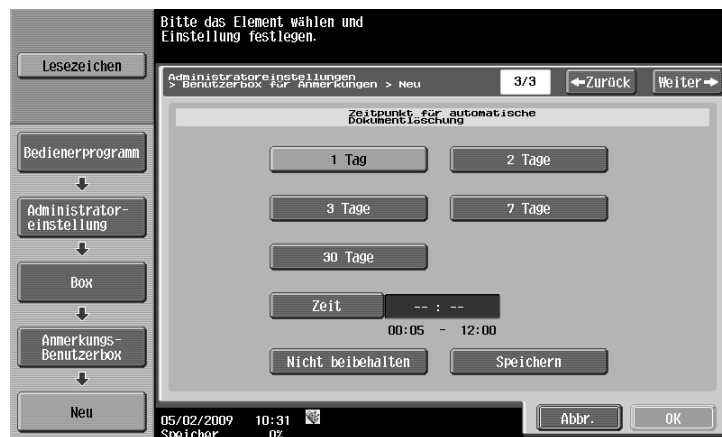 Bitte das Element wählen und
Einstellung festlegen.
Lesezeichen
Administratoreinstellungen
> Benutzerbox für Anmerkungen > Neu
3/3
←Zurück
Weiter→
Zeitpunkt für automatische
Dokumentlöschung
Bedienerprogramm
1 Tag
2 Tage
Administrator-
einstellung
3 Tage
7 Tage
30 Tage
Box
Zeit
-- : --
00:05 - 12:00
Anmerkungs-
Benutzerbox
Nicht beibehalten
Speichern
Neu
05/02/2009 10:31
Speicher 0%
Abbr.
OK